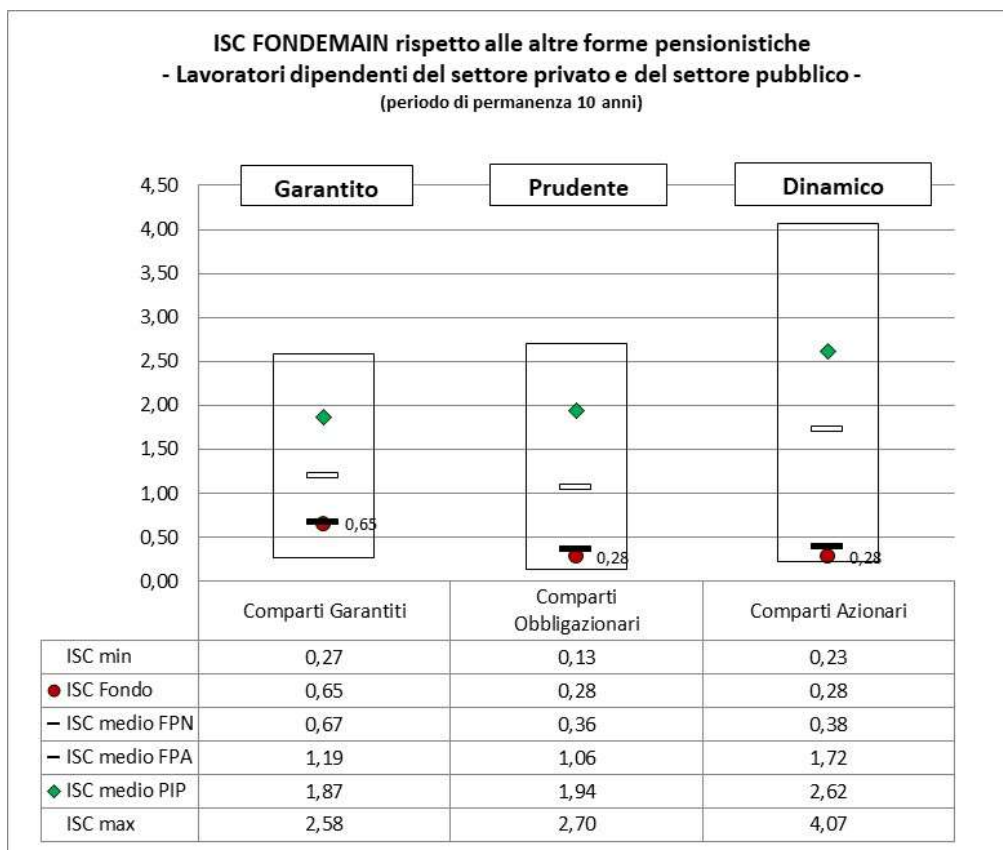 ISC FONDEMAIN rispetto alle altre forme pensionistiche
- Lavoratori dipendenti del settore privato e del settore pubblico -
(periodo di permanenza 10 anni)
Garantito Prudente Dinamico
4,50
4,00
3,50
3,00
2,50
2,00
1,50
1,00
0,50
0,00
0,65
0,28
0,28
Comparti Garantiti
Comparti
Obbligazionari
Comparti Azionari
ISC min 0,27 0,13 0,23
ISC Fondo 0,65 0,28 0,28
ISC medio FPN 0,67 0,36 0,38
ISC medio FPA 1,19 1,06 1,72
ISC medio PIP 1,87 1,94 2,62
ISC max 2,58 2,70 4,07